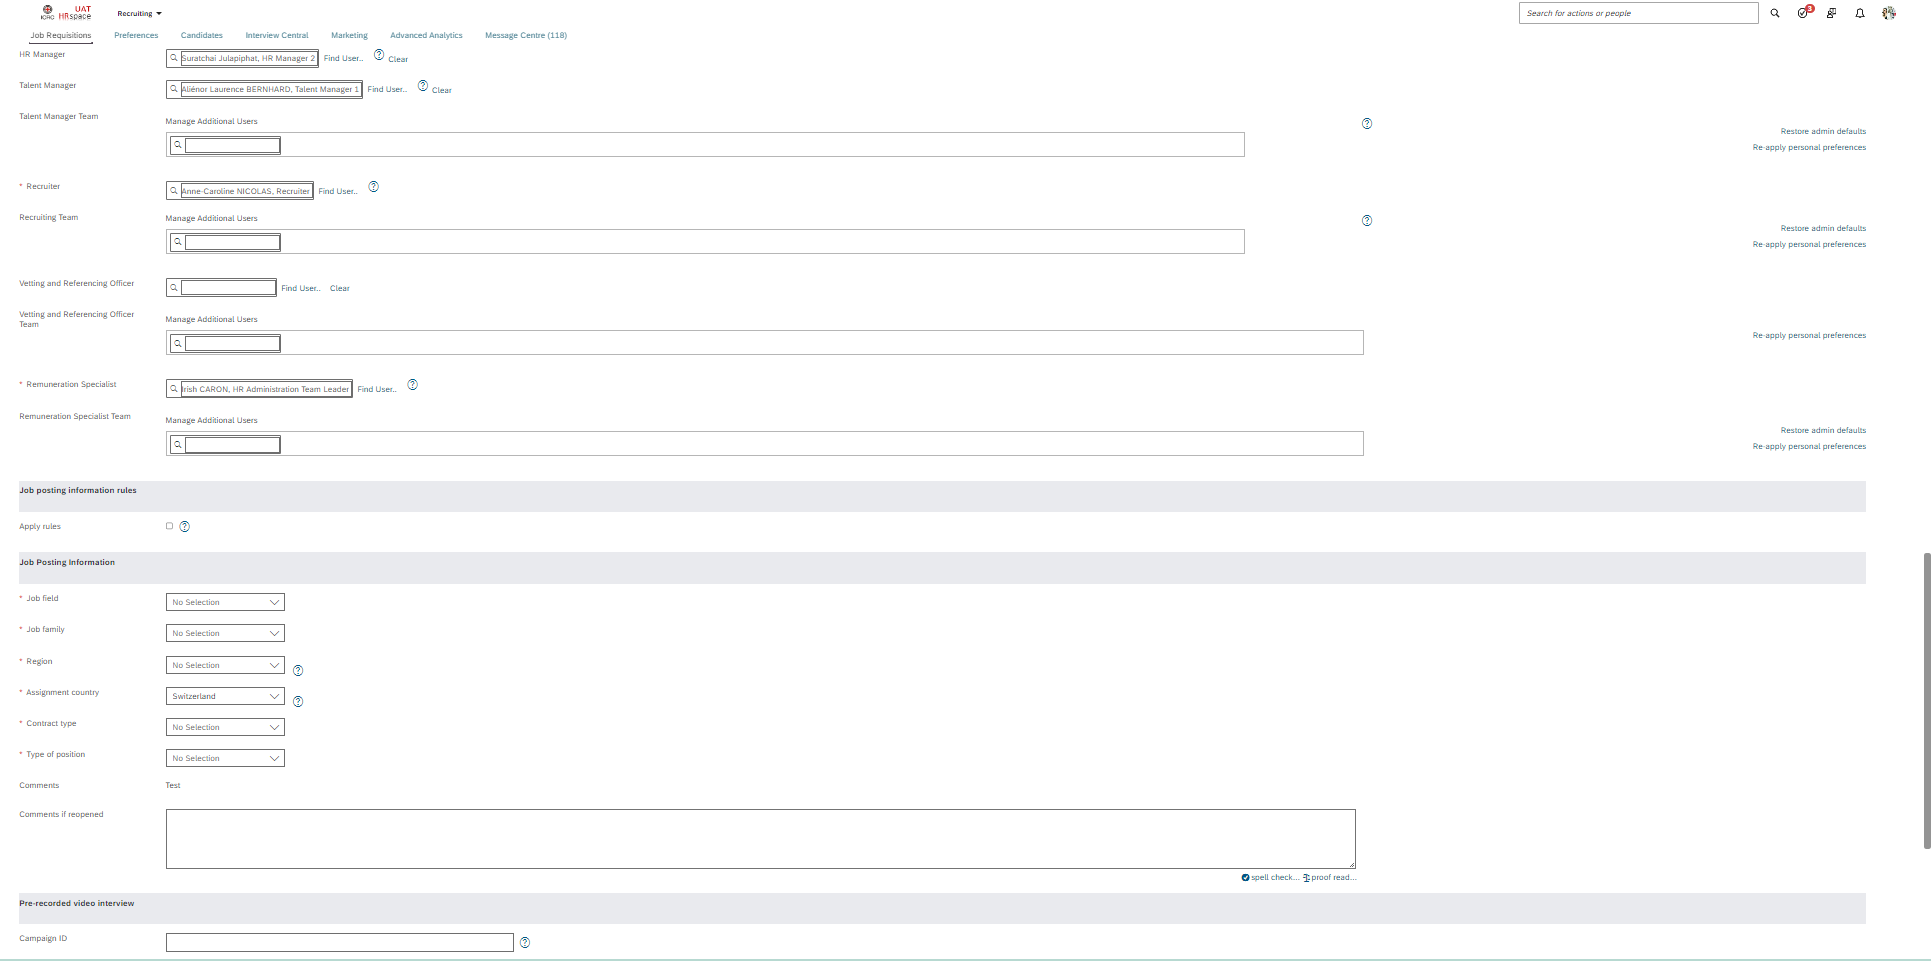 UAT
ICRC HRspace
Recruiting
Search for actions or people
3
Job Requisitions Preferences Candidates Interview Central Marketing Advanced Analytics Message Centre (118)
HR Manager Suratchai Julapiphat, HR Manager 2 Find User.. ? Clear
Talent Manager Aliénor Laurence BERNHARD, Talent Manager 1 Find User.. ? Clear
Talent Manager Team Manage Additional Users ?
Restore admin defaults
Re-apply personal preferences
* Recruiter Anne-Caroline NICOLAS, Recruiter Find User.. ?
Recruiting Team Manage Additional Users ?
Restore admin defaults
Re-apply personal preferences
Vetting and Referencing Officer Find User.. Clear
Vetting and Referencing Officer
Team
Manage Additional Users
Re-apply personal preferences
* Remuneration Specialist Irish CARON, HR Administration Team Leader Find User.. ?
Remuneration Specialist Team Manage Additional Users
Restore admin defaults
Re-apply personal preferences
Job posting information rules
Apply rules ?
Job Posting Information
* Job field No Selection
* Job family No Selection
* Region No Selection ?
* Assignment country Switzerland ?
* Contract type No Selection
* Type of position No Selection
Comments Test
Comments if reopened
spell check... proof read...
Pre-recorded video interview
Campaign ID ?